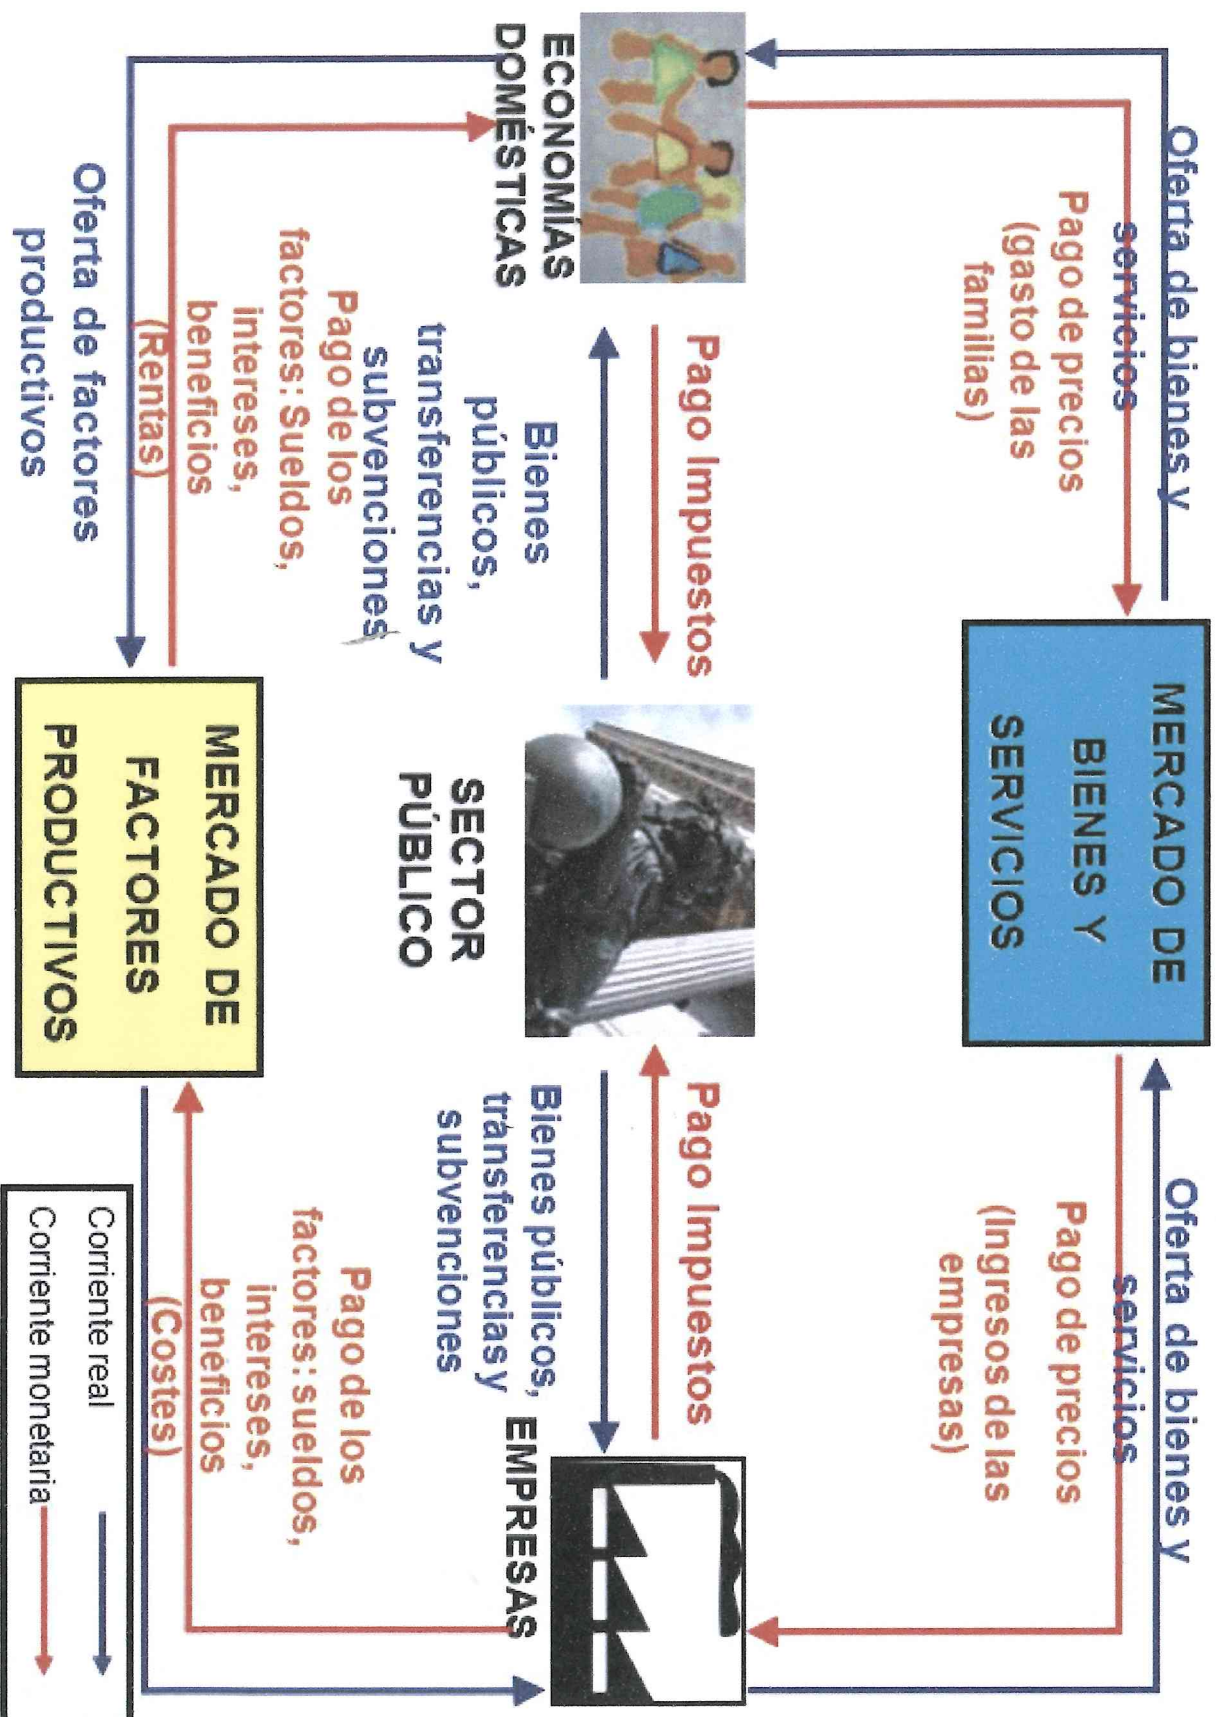 Oferta de bienes y
servicios
Pago de precios
(gasto de las
familias)
MERCADO DE
BIENES Y
SERVICIOS
Oferta de bienes y
servicios
Pago de precios
(Ingresos de las
empresas)
ECONOMÍAS
DOMÉSTICAS
Pago Impuestos
Bienes
públicos,
transferencias y
subvenciones
SECTOR
PÚBLICO
Pago Impuestos
Bienes públicos,
transferencias y
subvenciones
EMPRESAS
Pago de los
factores: Sueldos,
intereses,
beneficios
(Rentas)
Oferta de factores
productivos
MERCADO DE
FACTORES
PRODUCTIVOS
Pago de los
factores: sueldos,
intereses,
beneficios
(Costes)
Corriente real
Corriente monetaria